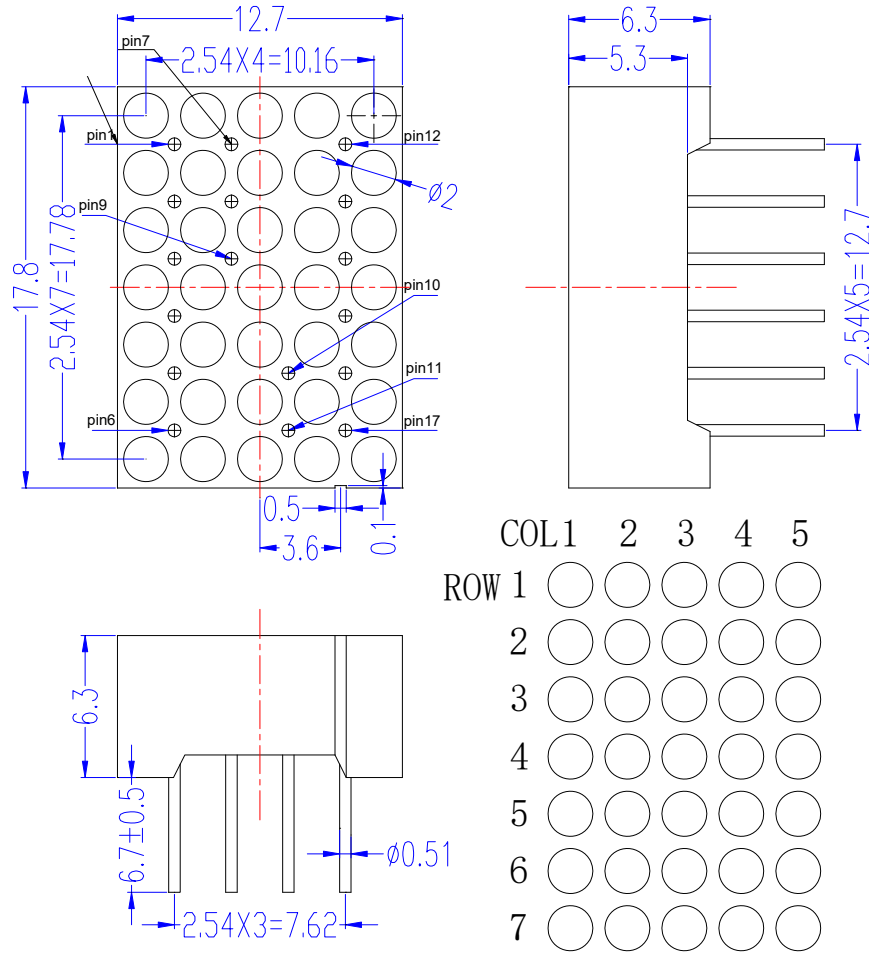 12.7
pin7
2.54X4=10.16
pin1
pin12
Ø2
pin9
17.8
2.54X7=17.78
pin10
pin11
pin6
pin17
0.5
3.6
0.1
6.3
5.3
2.54X5=12.7
COL1 2 3 4 5
ROW 1
2
3
4
5
6
7
6.3
6.7±0.5
Ø0.51
2.54X3=7.62